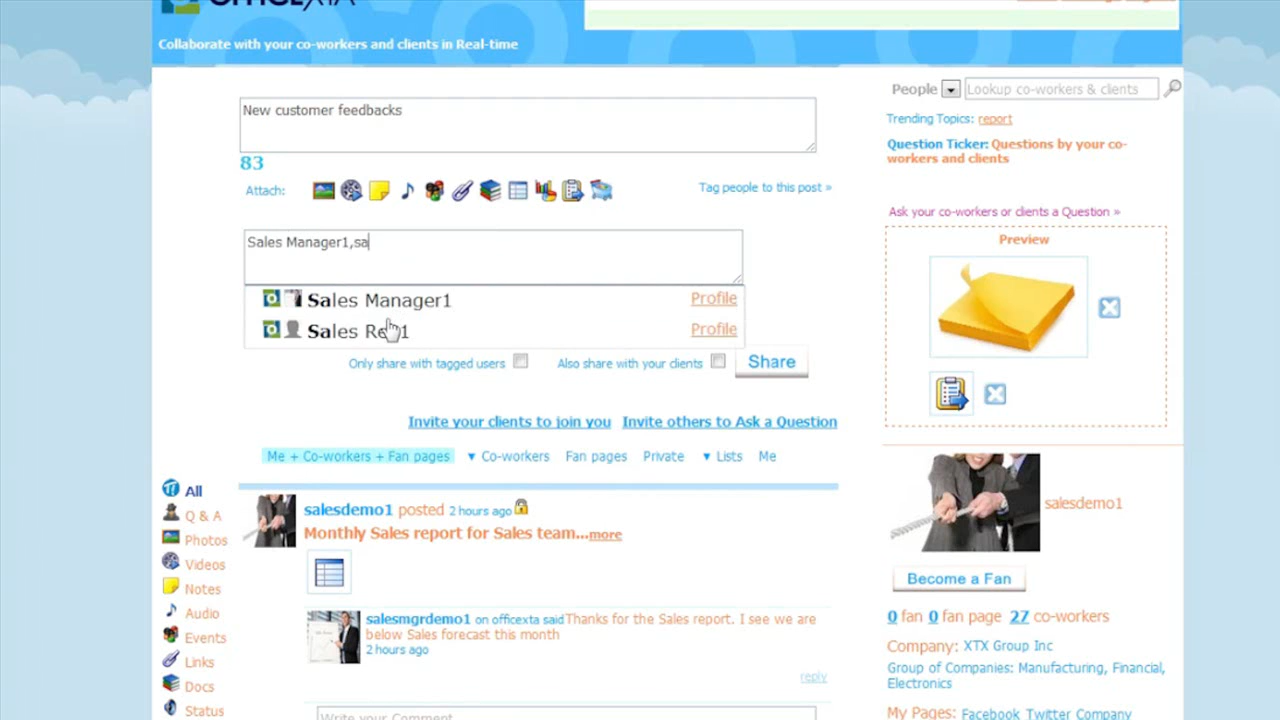 OFFICEXTA
Collaborate with your co-workers and clients in Real-time
New customer feedbacks
83
Attach:
Tag people to this post »
Sales Manager1,sa
Sales Manager1 Profile
Sales Rep1 Profile
Only share with tagged users
Also share with your clients
Share
Invite your clients to join you Invite others to Ask a Question
Me + Co-workers + Fan pages ▼ Co-workers Fan pages Private ▼ Lists Me
All
Q & A
Photos
Videos
Notes
Audio
Events
Links
Docs
Status
salesdemo1 posted 2 hours ago
Monthly Sales report for Sales team...more
salesmgrdemo1 on officexta said Thanks for the Sales report. I see we are
below Sales forecast this month
2 hours ago
reply
Write your Comment
People Lookup co-workers & clients
Trending Topics: report
Question Ticker: Questions by your co-
workers and clients
Ask your co-workers or clients a Question »
Preview
salesdemo1
Become a Fan
0 fan 0 fan page 27 co-workers
Company: XTX Group Inc
Group of Companies: Manufacturing, Financial,
Electronics
My Pages: Facebook Twitter Company